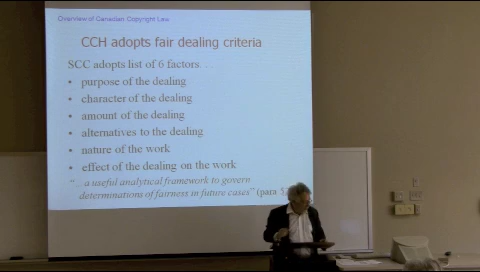 Overview of Canadian Copyright Law
CCH adopts fair dealing criteria
SCC adopts list of 6 factors. . .
• purpose of the dealing
• character of the dealing
• amount of the dealing
• alternatives to the dealing
• nature of the work
• effect of the dealing on the work
"... a useful analytical framework to govern
determinations of fairness in future cases" (para